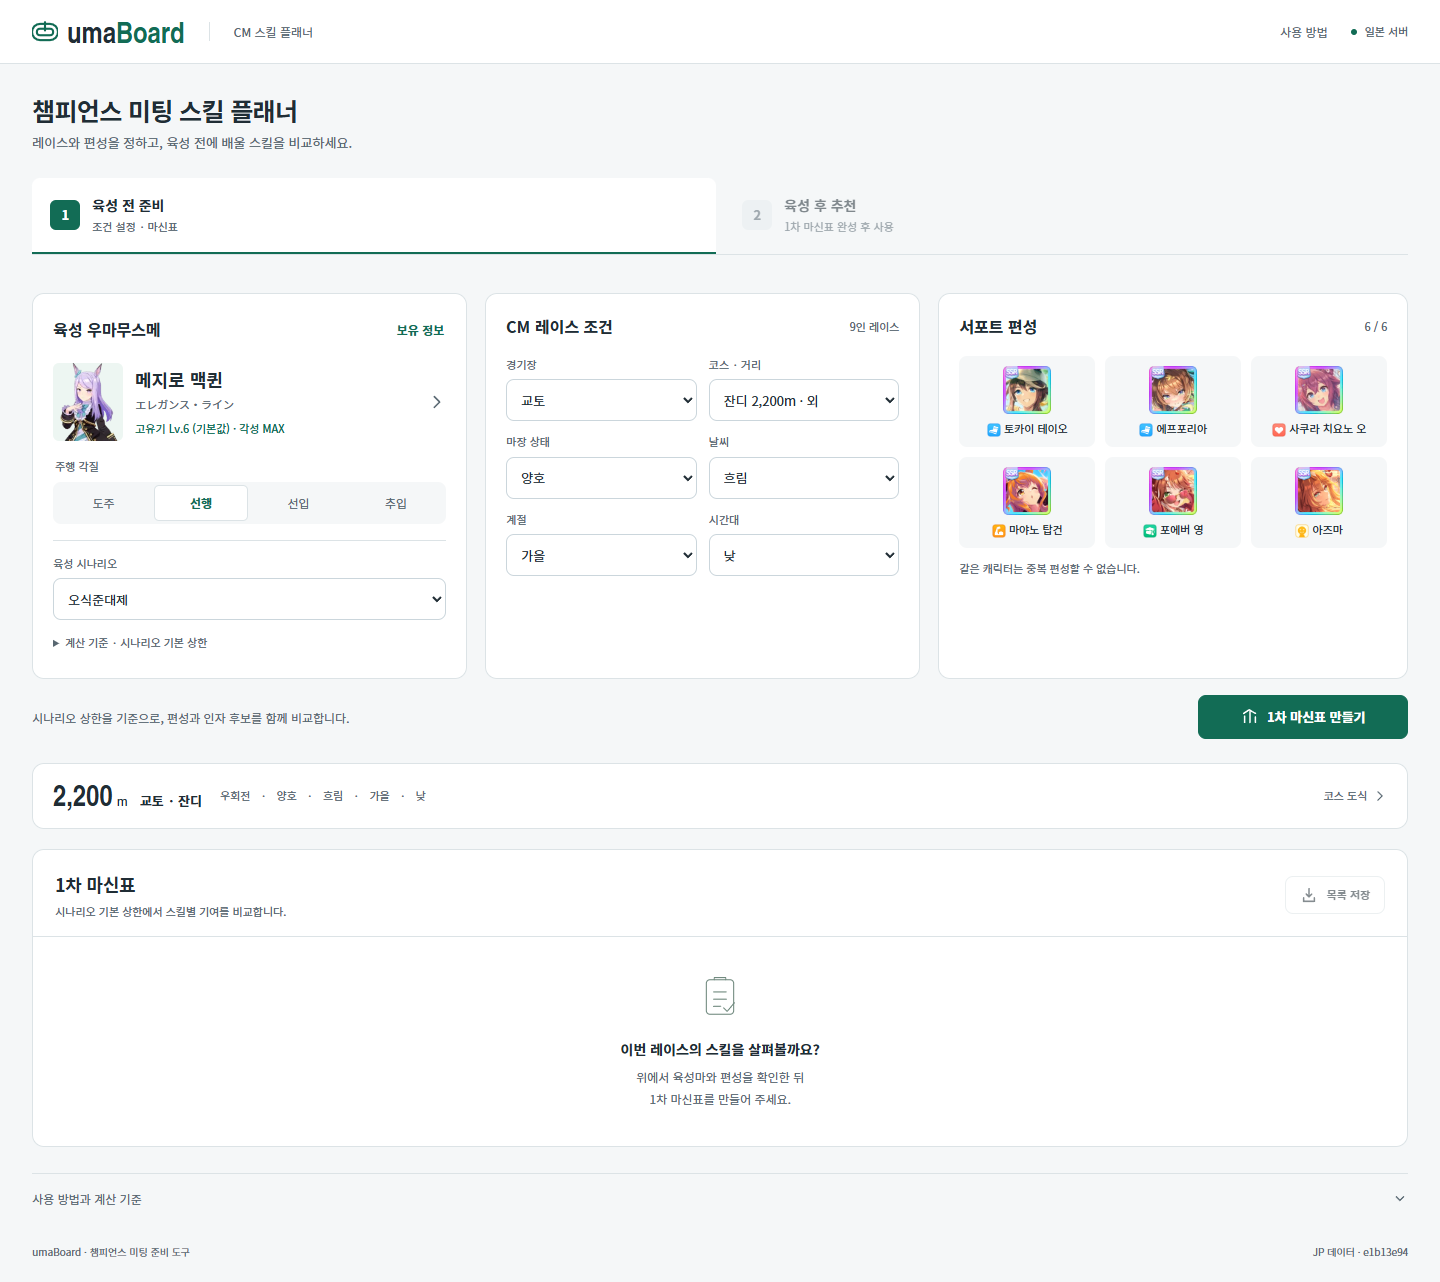 umaBoard
CM 스킬 플래너
사용 방법
일본 서버
챔피언스 미팅 스킬 플래너
레이스와 편성을 정하고, 육성 전에 배울 스킬을 비교하세요.
1
육성 전 준비
조건 설정 · 마신표
2
육성 후 추천
1차 마신표 완성 후 사용
육성 우마무스메
보유 정보
메지로 맥퀸
エレガンス・ライン
고유기 Lv.6 (기본값) · 각성 MAX
주행 각질
도주
선행
선입
추입
육성 시나리오
오식준대제
계산 기준 · 시나리오 기본 상한
CM 레이스 조건
9인 레이스
경기장
코스 · 거리
교토
잔디 2,200m · 외
마장 상태
날씨
양호
흐림
계절
시간대
가을
낮
서포트 편성
6 / 6
SSR
SSR
SSR
토카이 테이오
에프포리아
사쿠라 치요노 오
SSR
SSR
SSR
마야노 탑건
포에버 영
아즈마
같은 캐릭터는 중복 편성할 수 없습니다.
시나리오 상한을 기준으로, 편성과 인자 후보를 함께 비교합니다.
1차 마신표 만들기
2,200 m 교토 · 잔디 우회전 · 양호 · 흐림 · 가을 · 낮
코스 도식
1차 마신표
시나리오 기본 상한에서 스킬별 기여를 비교합니다.
목록 저장
이번 레이스의 스킬을 살펴볼까요?
위에서 육성마와 편성을 확인한 뒤
1차 마신표를 만들어 주세요.
사용 방법과 계산 기준
umaBoard · 챔피언스 미팅 준비 도구
JP 데이터 · e1b13e94